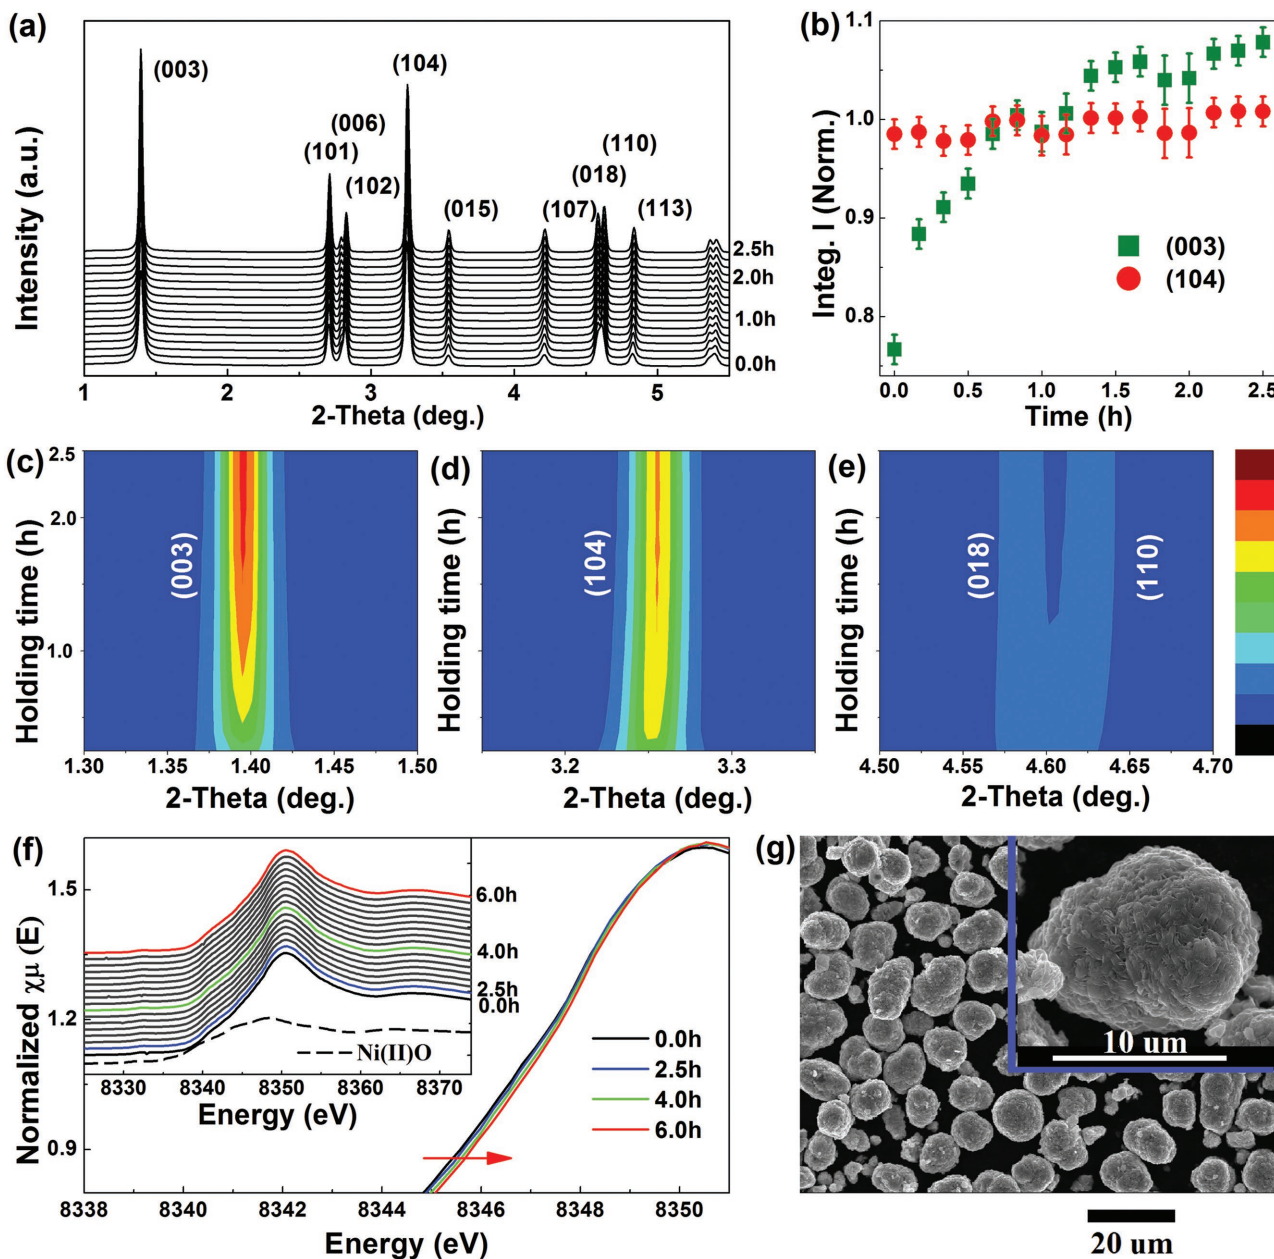 (a)
Intensity (a.u.)
(003)
(101)
(006)
(102)
(104)
(015)
(107)
(018)
(110)
(113)
2.5h
2.0h
1.0h
0.0h
1 2 3 4 5
2-Theta (deg.)
(b)
Integ. I (Norm.)
1.1
1.0
0.9
0.8
(003)
(104)
0.0 0.5 1.0 1.5 2.0 2.5
Time (h)
(c)
Holding time (h)
2.5
2.0
1.0
(003)
1.30 1.35 1.40 1.45 1.50
2-Theta (deg.)
(d)
Holding time (h)
(104)
3.2 3.3
2-Theta (deg.)
(e)
Holding time (h)
(018)
(110)
4.50 4.55 4.60 4.65 4.70
2-Theta (deg.)
(f)
Normalized χμ (E)
1.5
1.2
0.9
6.0h
4.0h
2.5h
0.0h
Ni(II)O
8330 8340 8350 8360 8370
Energy (eV)
0.0h
2.5h
4.0h
6.0h
8338 8340 8342 8344 8346 8348 8350
Energy (eV)
(g)
10 um
20 um